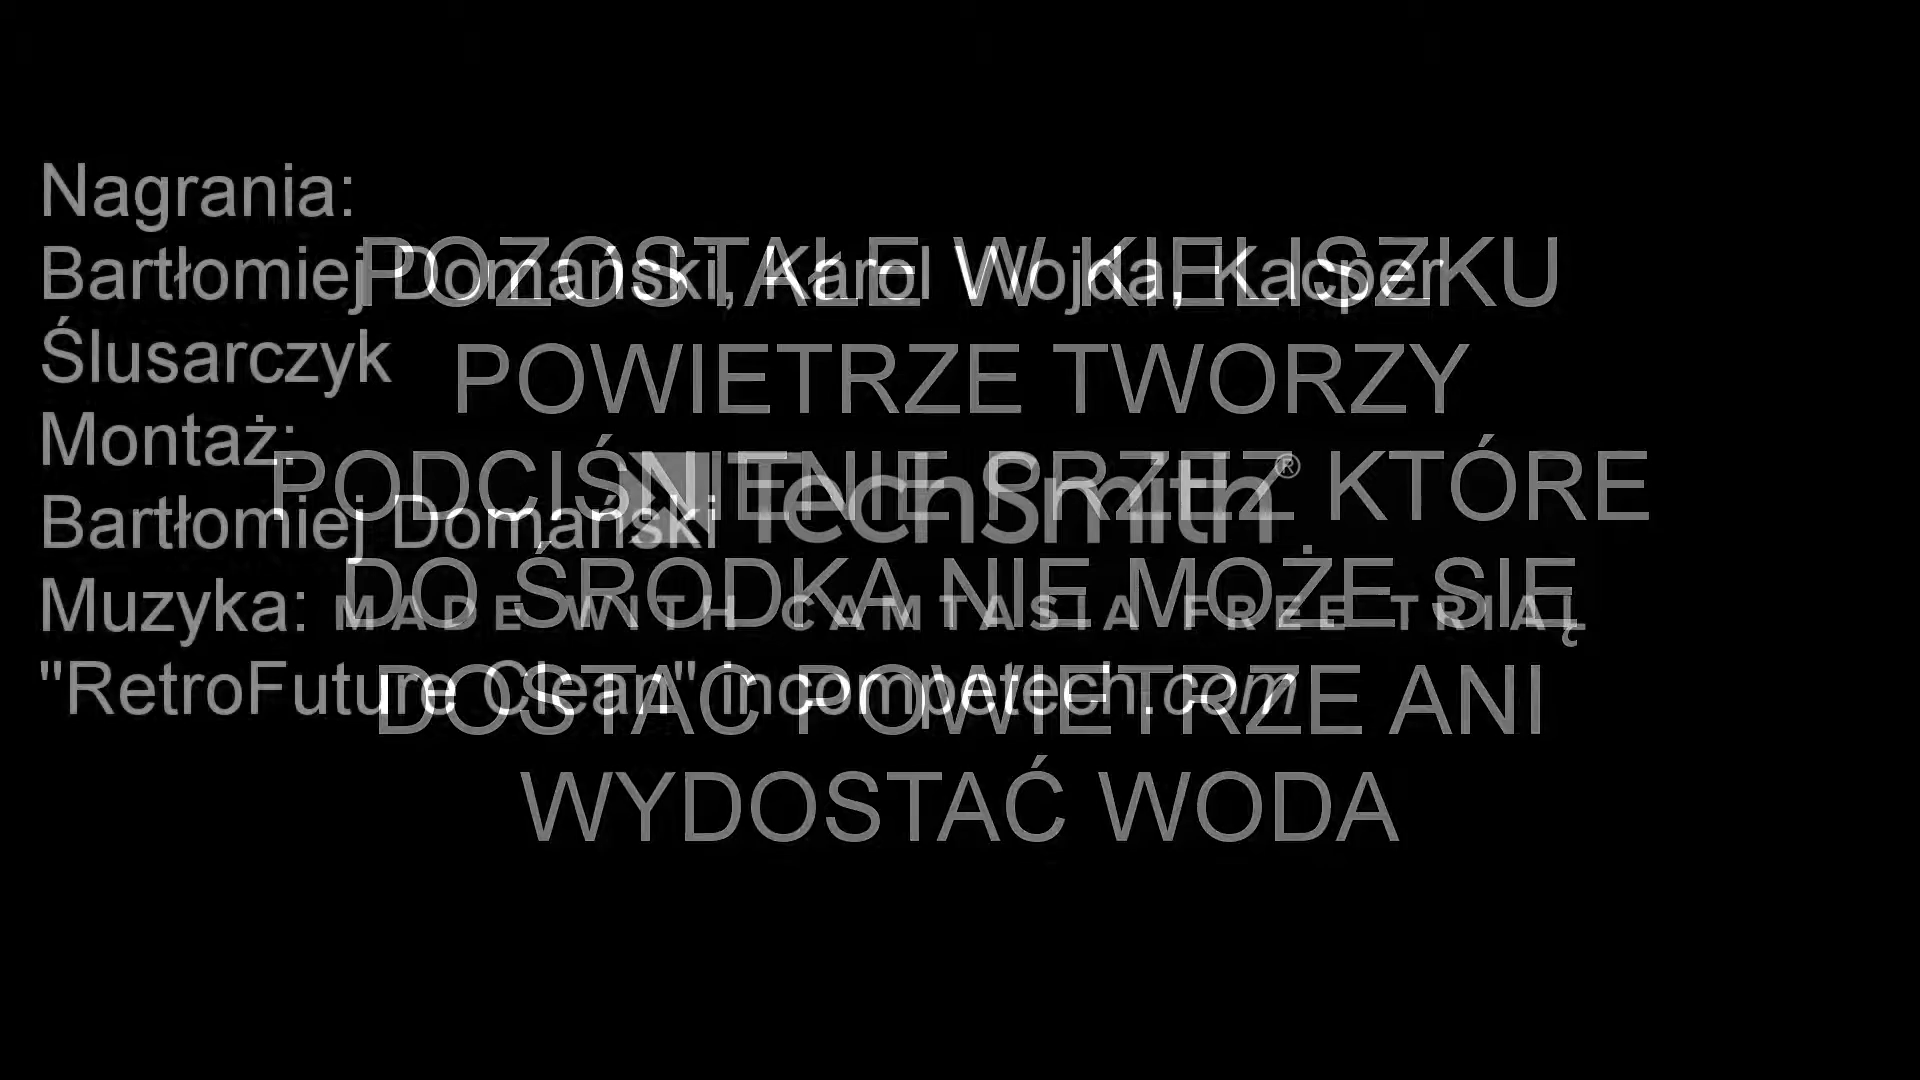 Nagrania:
Bartłomiej Domański, Karol Wojda, Kacper
Ślusarczyk
Montaż:
Bartłomiej Domański
Muzyka:
"RetroFuture Clean" incompetech.com
POZOSTAŁE W KIELISZKU
POWIETRZE TWORZY
PODCIŚNIENIE PRZEZ KTÓRE
DO ŚRODKA NIE MOŻE SIĘ
DOSTAĆ POWIETRZE ANI
WYDOSTAĆ WODA
TechSmith®
MADE WITH CAMTASIA FREE TRIAL